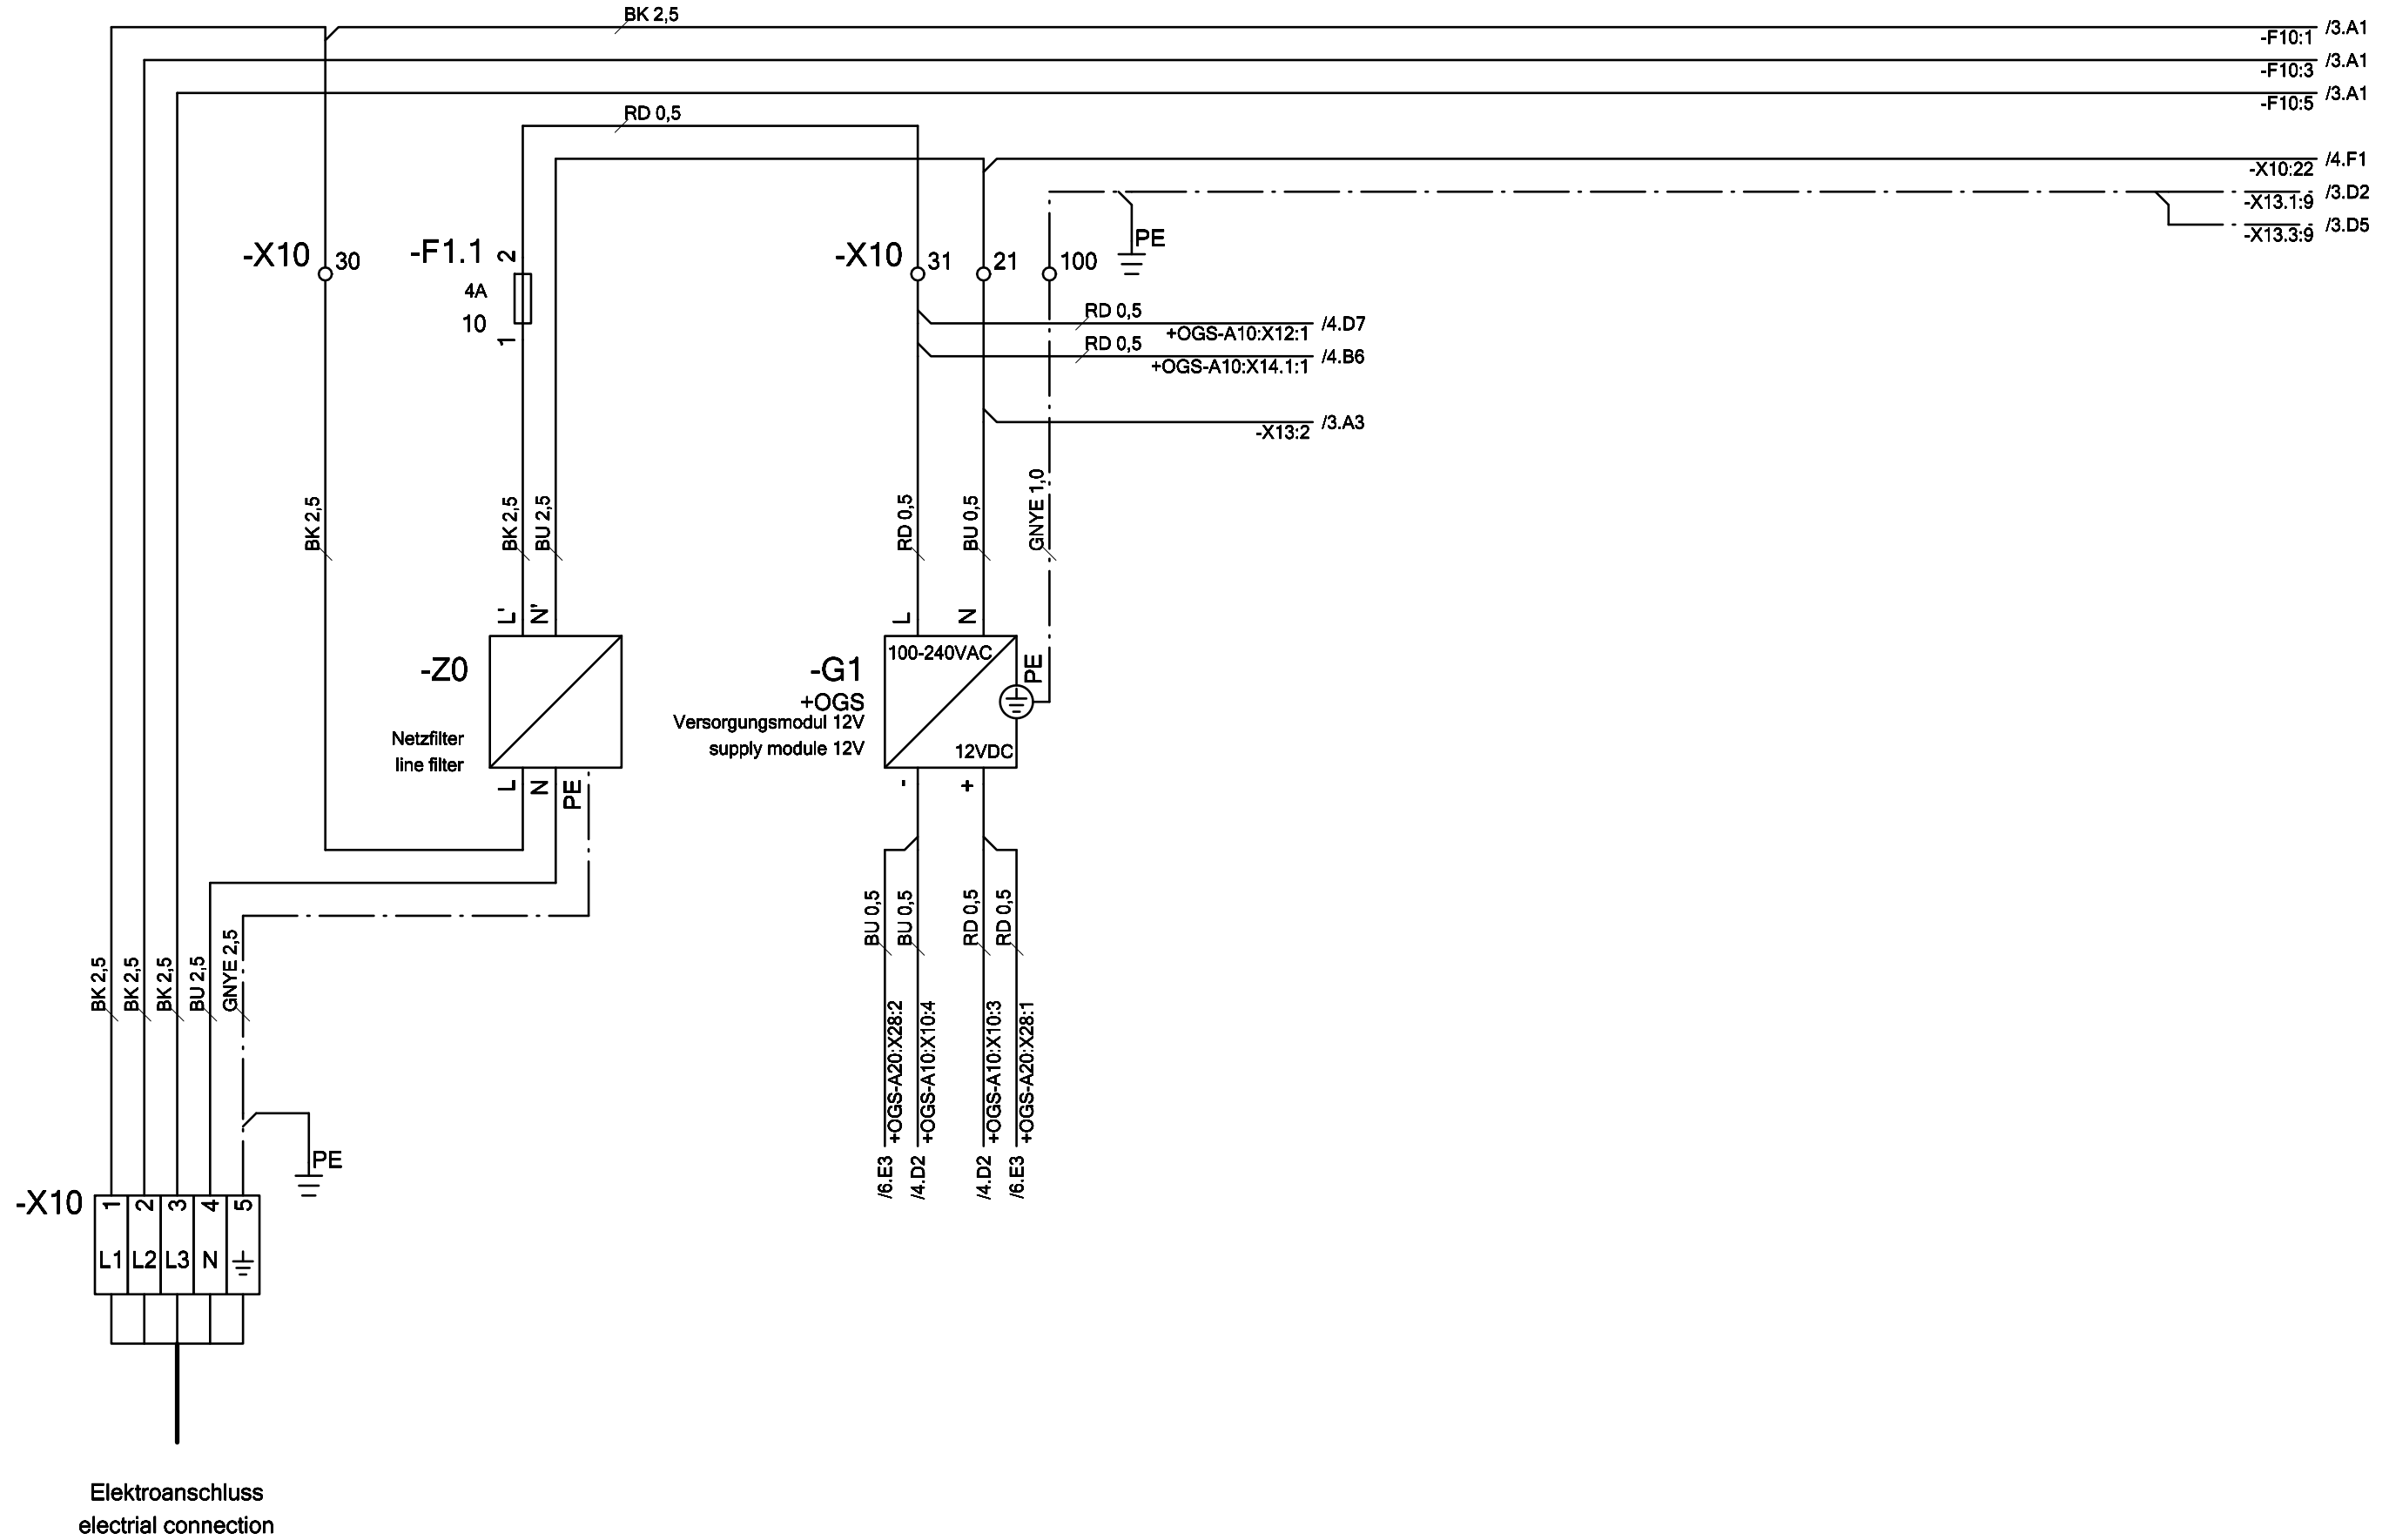 BK 2,5
/3.A1
-F10:1
/3.A1
-F10:3
/3.A1
-F10:5
RD 0,5
/4.F1
-X10:22
/3.D2
-X13.1:9
/3.D5
-X13.3:9
PE
-X10
30
-F1.1
2
4A
10
1
-X10
31
21
100
RD 0,5
/4.D7
+OGS-A10:X12:1
RD 0,5
/4.B6
+OGS-A10:X14.1:1
/3.A3
-X13:2
BK 2,5
BK 2,5
BU 2,5
RD 0,5
BU 0,5
GNYE 1,0
L'
N'
L
N
-Z0
Netzfilter
line filter
-G1
+OGS
Versorgungsmodul 12V
supply module 12V
100-240VAC
PE
12VDC
L
N
PE
-
+
BU 0,5
BU 0,5
RD 0,5
RD 0,5
BK 2,5
BK 2,5
BK 2,5
BU 2,5
GNYE 2,5
+OGS-A20:X28:2
+OGS-A10:X10:4
+OGS-A10:X10:3
+OGS-A20:X28:1
/6.E3
/4.D2
/4.D2
/6.E3
PE
-X10
1
2
3
4
5
L1
L2
L3
N
Elektroanschluss
electrial connection